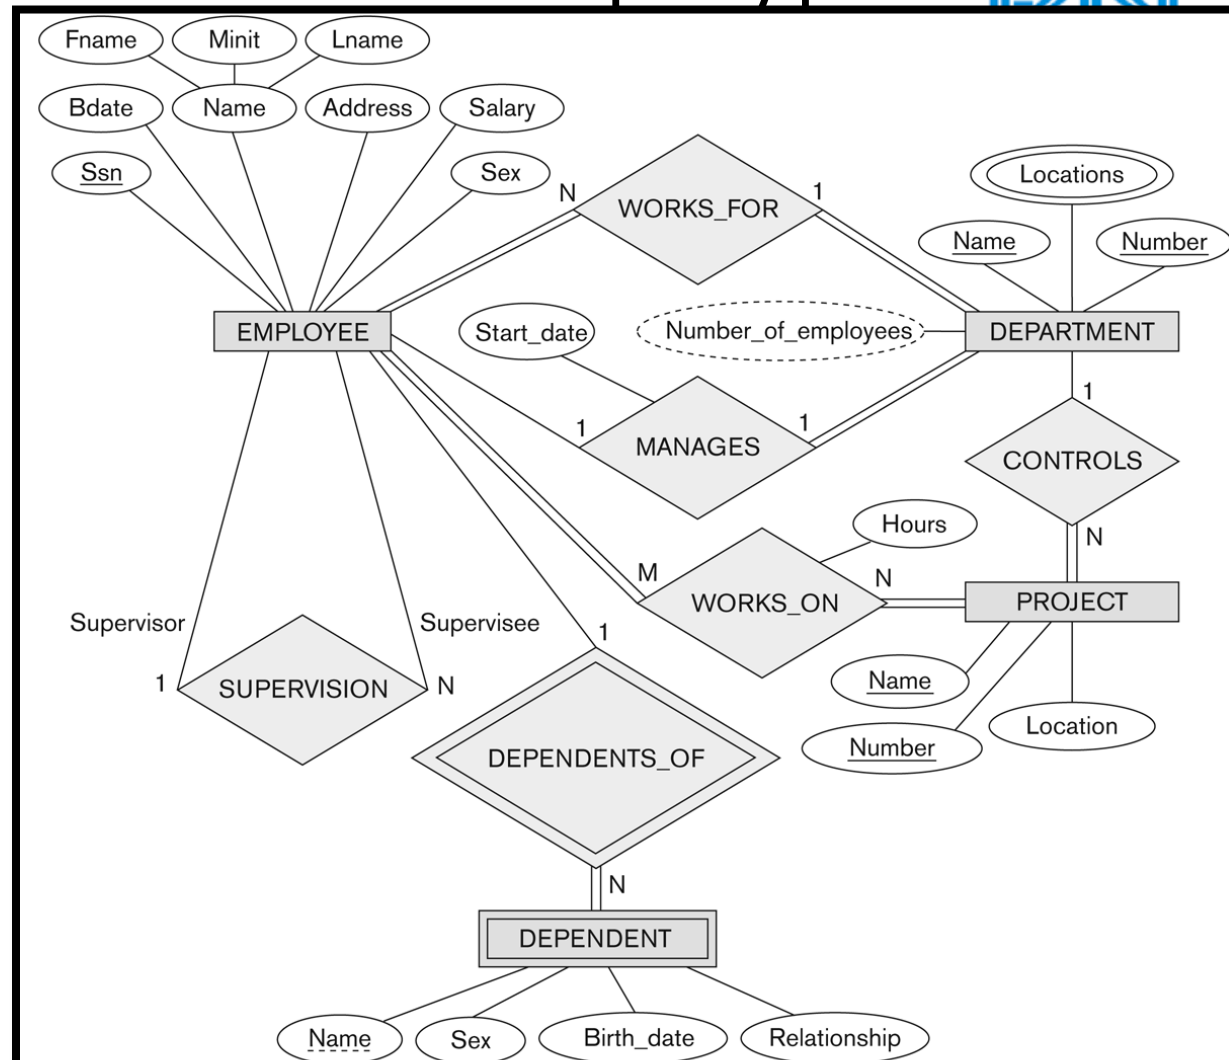 Fname Minit Lname
Bdate Name Address Salary
Ssn Sex
N WORKS_FOR 1
Locations
Name Number
EMPLOYEE Start_date Number_of_employees DEPARTMENT
1 MANAGES 1
1
CONTROLS
N
Hours
M WORKS_ON N
PROJECT
Supervisor Supervisee
1 SUPERVISION N
1
Name
Number Location
DEPENDENTS_OF
N
DEPENDENT
Name Sex Birth_date Relationship